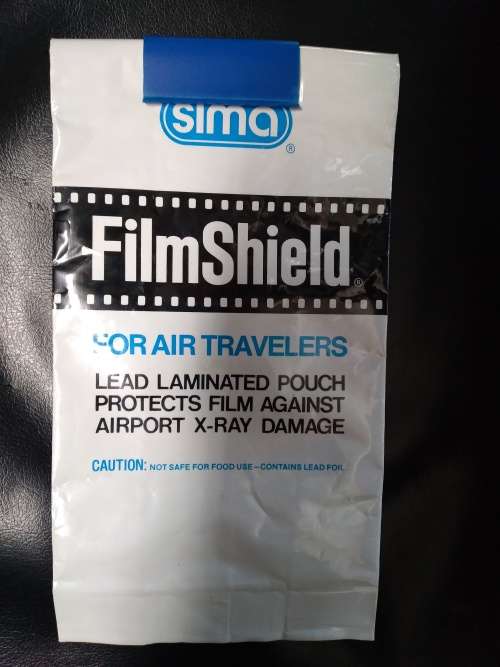 sima®
FilmShield®
FOR AIR TRAVELERS
LEAD LAMINATED POUCH
PROTECTS FILM AGAINST
AIRPORT X-RAY DAMAGE
CAUTION: NOT SAFE FOR FOOD USE – CONTAINS LEAD FOIL